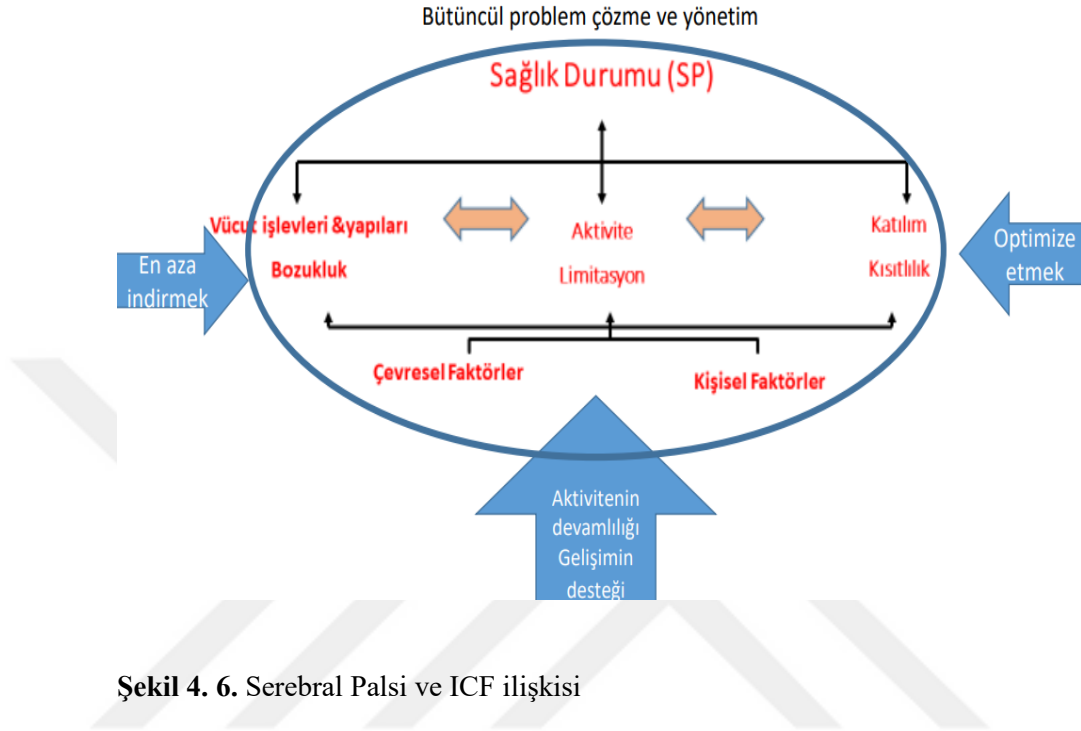 Bütüncül problem çözme ve yönetim
Sağlık Durumu (SP)
Vücut işlevleri &yapıları
Bozukluk
Aktivite
Limitasyon
Katılım
Kısıtlılık
En aza
indirmek
Optimize
etmek
Çevresel Faktörler
Kişisel Faktörler
Aktivitenin
devamlılığı
Gelişimin
desteği
Şekil 4. 6. Serebral Palsi ve ICF ilişkisi